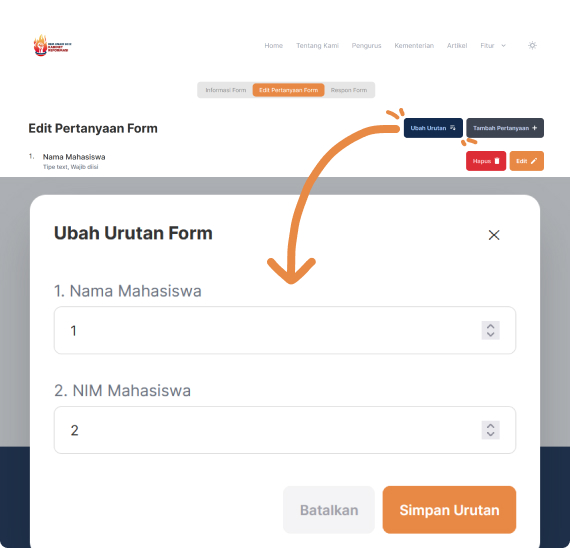 Home Tentang Kami Pengurus Kementerian Artikel Fitur
Informasi Form Edit Pertanyaan Form Respon Form
Edit Pertanyaan Form
Ubah Urutan Tambah Pertanyaan +
1. Nama Mahasiswa
Tipe text, Wajib diisi
Hapus Edit
Ubah Urutan Form
1. Nama Mahasiswa
1
2. NIM Mahasiswa
2
Batalkan Simpan Urutan